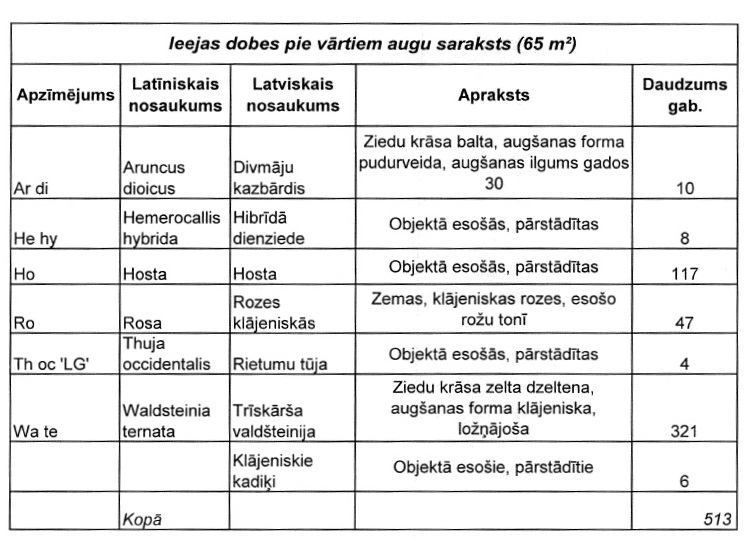 Ieejas dobes pie vārtiem augu saraksts (65 m²)
Apzīmējums | Latīniskais nosaukums | Latviskais nosaukums | Apraksts | Daudzums gab.
Ar di | Aruncus dioicus | Divmāju kazbārdis | Ziedu krāsa balta, augšanas forma pudurveida, augšanas ilgums gados 30 | 10
He hy | Hemerocallis hybrida | Hibrīdā dienziede | Objektā esošās, pārstādītas | 8
Ho | Hosta | Hosta | Objektā esošās, pārstādītas | 117
Ro | Rosa | Rozes klājeniskās | Zemas, klājeniskas rozes, esošo rožu tonī | 47
Th oc 'LG' | Thuja occidentalis | Rietumu tūja | Objektā esošās, pārstādītas | 4
Wa te | Waldsteinia ternata | Trīskārša valdšteinija | Ziedu krāsa zelta dzeltena, augšanas forma klājeniska, ložņājoša | 321
Klājeniskie kadiķi | Objektā esošie, pārstādītie | 6
Kopā | 513